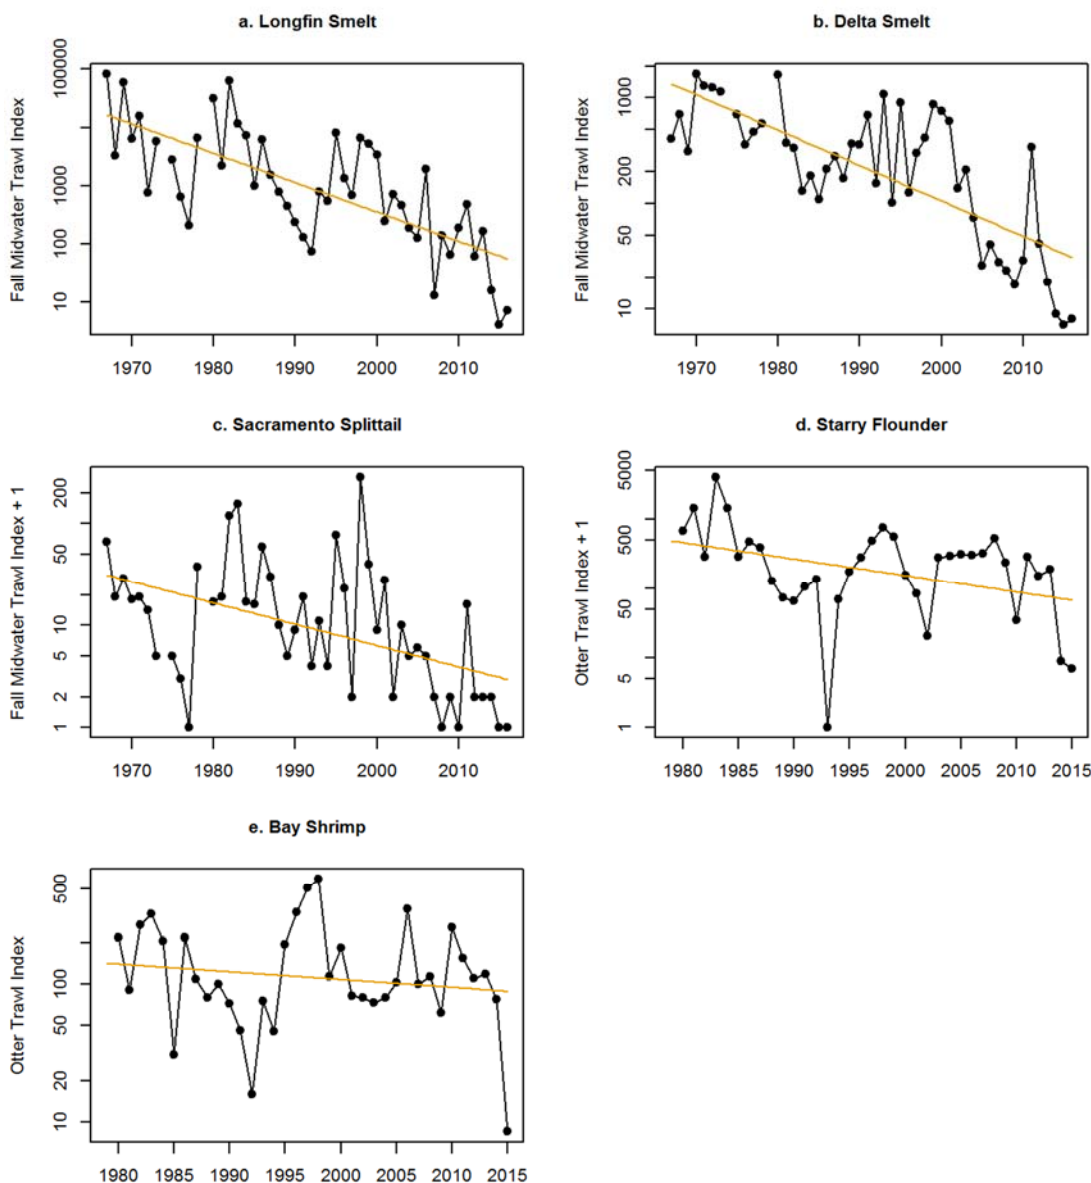 a. Longfin Smelt
Fall Midwater Trawl Index
100000
1000
100
10
1970 1980 1990 2000 2010
b. Delta Smelt
Fall Midwater Trawl Index
1000
200
50
10
1970 1980 1990 2000 2010
c. Sacramento Splittail
Fall Midwater Trawl Index + 1
200
50
20
10
5
2
1
1970 1980 1990 2000 2010
d. Starry Flounder
Otter Trawl Index + 1
5000
500
50
5
1
1980 1985 1990 1995 2000 2005 2010 2015
e. Bay Shrimp
Otter Trawl Index
500
100
50
20
10
1980 1985 1990 1995 2000 2005 2010 2015